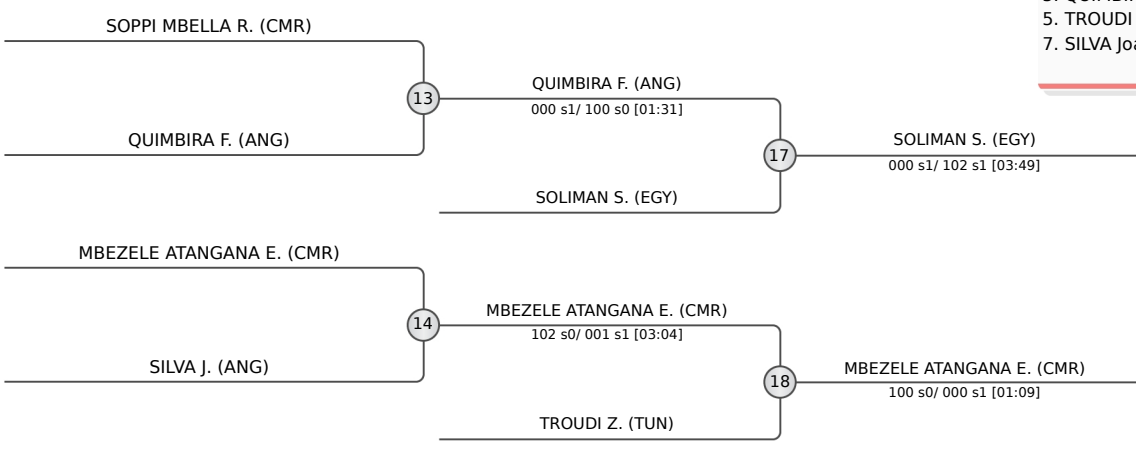 SOPPI MBELLA R. (CMR)
13
QUIMBIRA F. (ANG)
QUIMBIRA F. (ANG)
000 s1/ 100 s0 [01:31]
17
SOLIMAN S. (EGY)
SOLIMAN S. (EGY)
000 s1/ 102 s1 [03:49]
MBEZELE ATANGANA E. (CMR)
14
SILVA J. (ANG)
MBEZELE ATANGANA E. (CMR)
102 s0/ 001 s1 [03:04]
18
TROUDI Z. (TUN)
MBEZELE ATANGANA E. (CMR)
100 s0/ 000 s1 [01:09]
5. TROUDI
7. SILVA